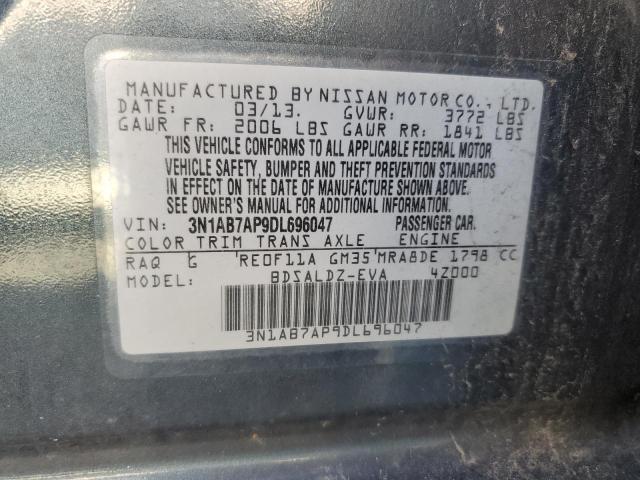 MANUFACTURED BY NISSAN MOTOR CO., LTD.
DATE: 03/13. GVWR: 3772 LBS
GAWR FR: 2006 LBS GAWR RR: 1841 LBS
THIS VEHICLE CONFORMS TO ALL APPLICABLE FEDERAL MOTOR
VEHICLE SAFETY, BUMPER AND THEFT PREVENTION STANDARDS
IN EFFECT ON THE DATE OF MANUFACTURE SHOWN ABOVE.
SEE OWNER'S MANUAL FOR ADDITIONAL INFORMATION.
VIN: 3N1AB7AP9DL696047 PASSENGER CAR.
COLOR TRIM TRANS AXLE ENGINE
RAQ G RE0F11A GM35 MRA8DE 1798 CC
MODEL: BDSALDZ-EVA 4Z000
3N1AB7AP9DL696047